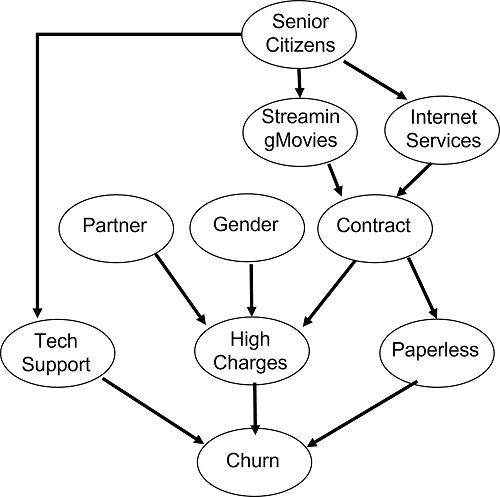 Senior
Citizens
Streamin
gMovies
Internet
Services
Partner
Gender
Contract
Tech
Support
High
Charges
Paperless
Churn